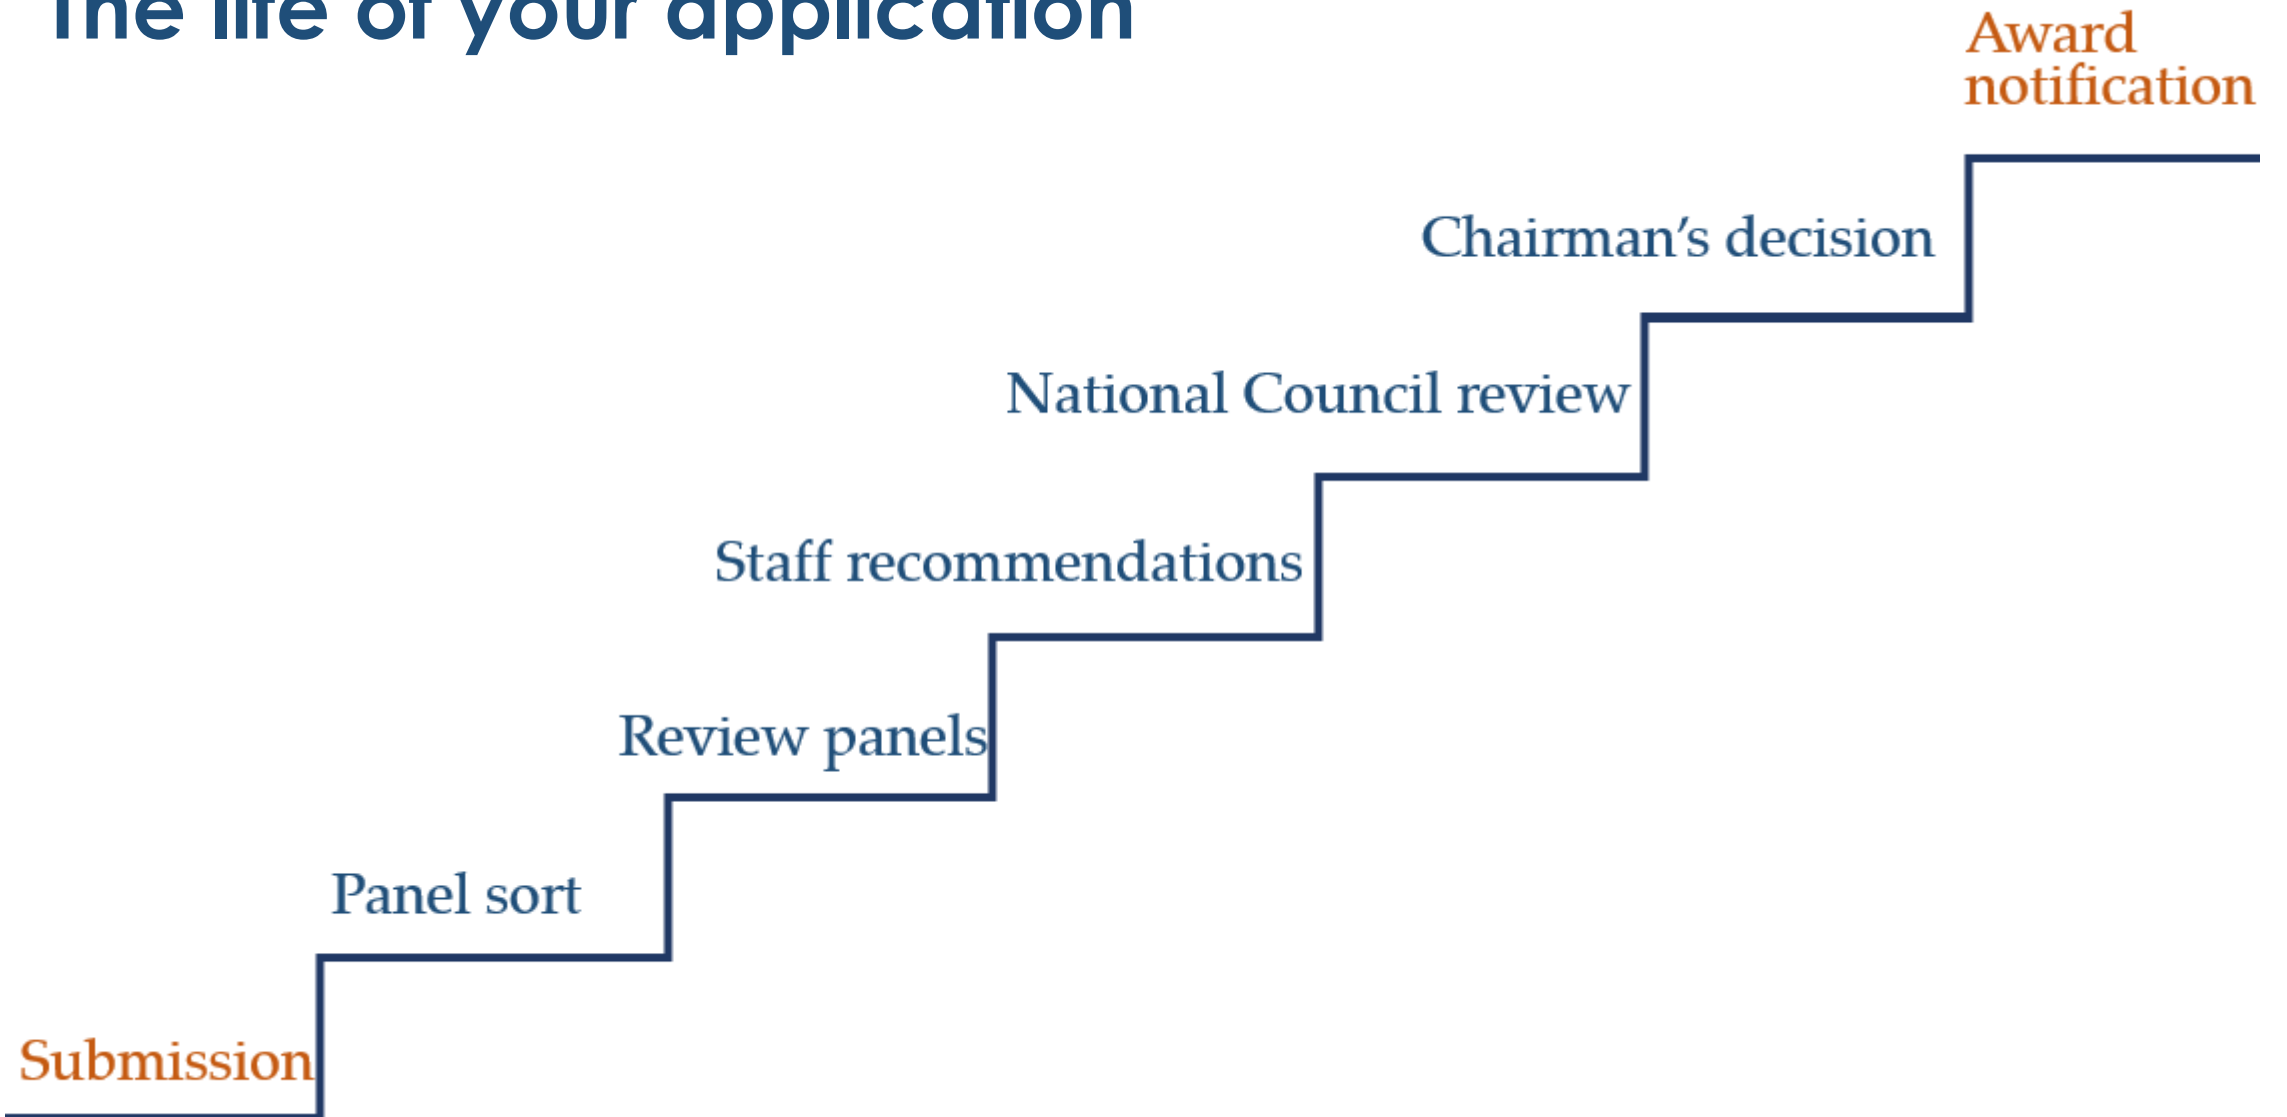 The life of your application
Award
notification
Chairman’s decision
National Council review
Staff recommendations
Review panels
Panel sort
Submission